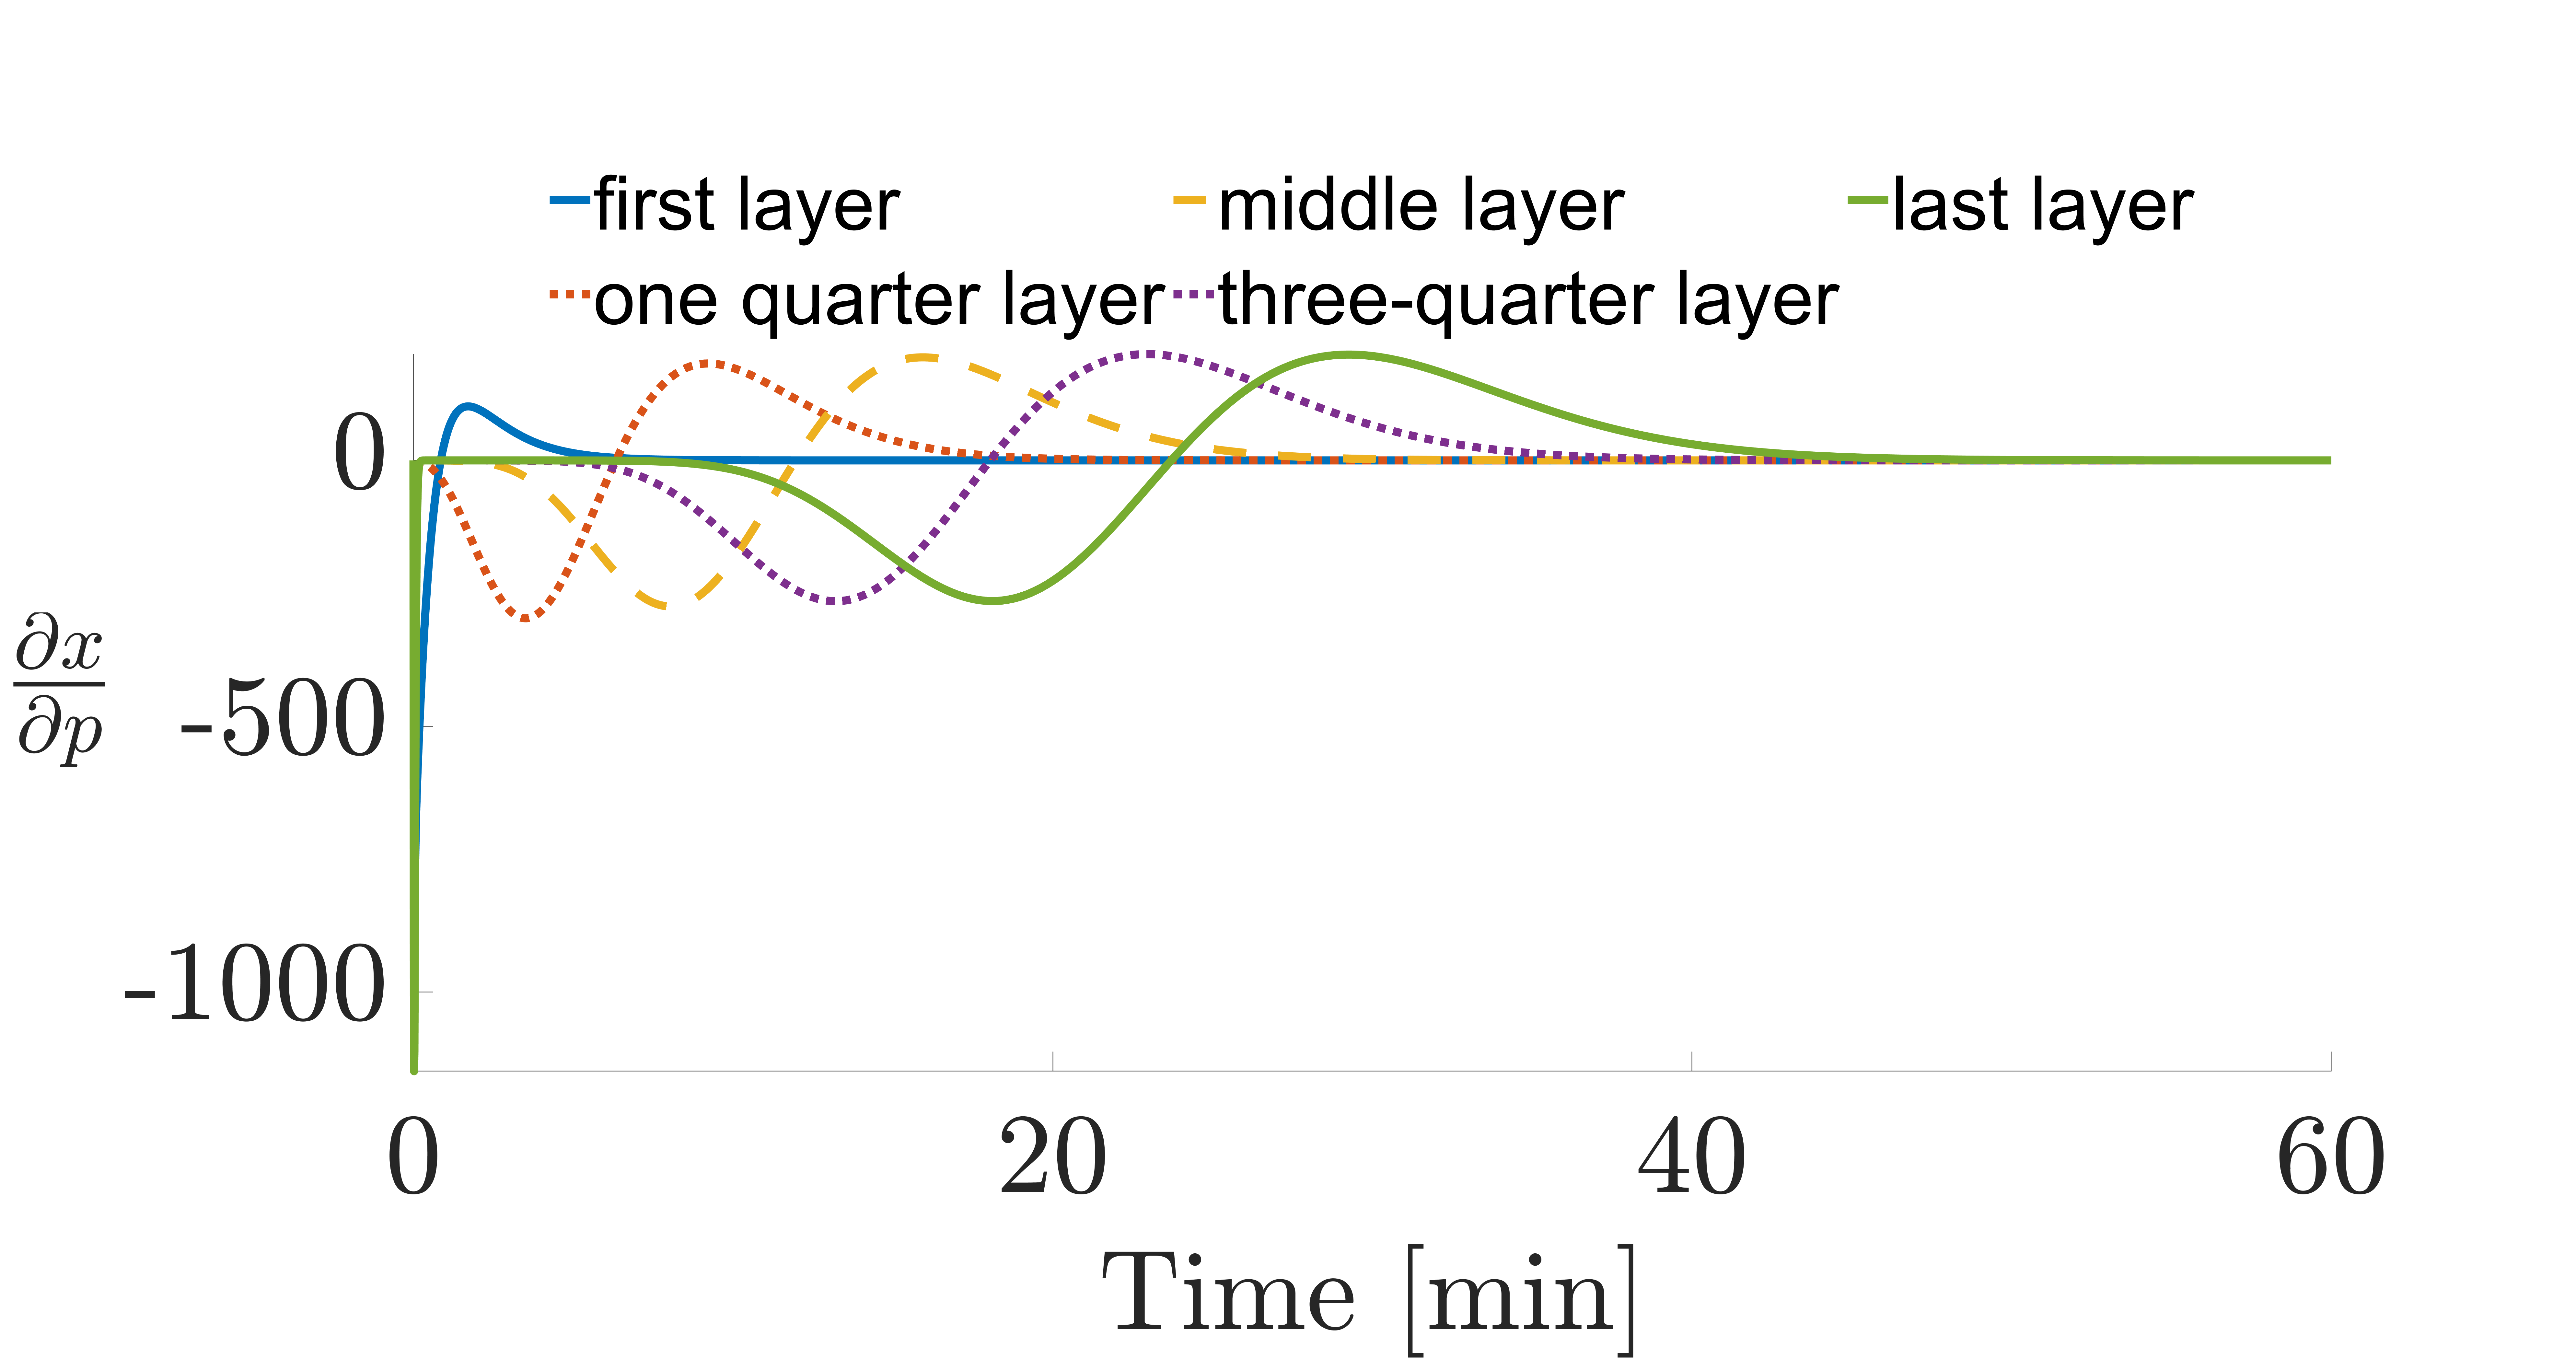 first layer middle layer last layer
one quarter layer three-quarter layer
0
-500
-1000
∂x
∂p
0 20 40 60
Time [min]